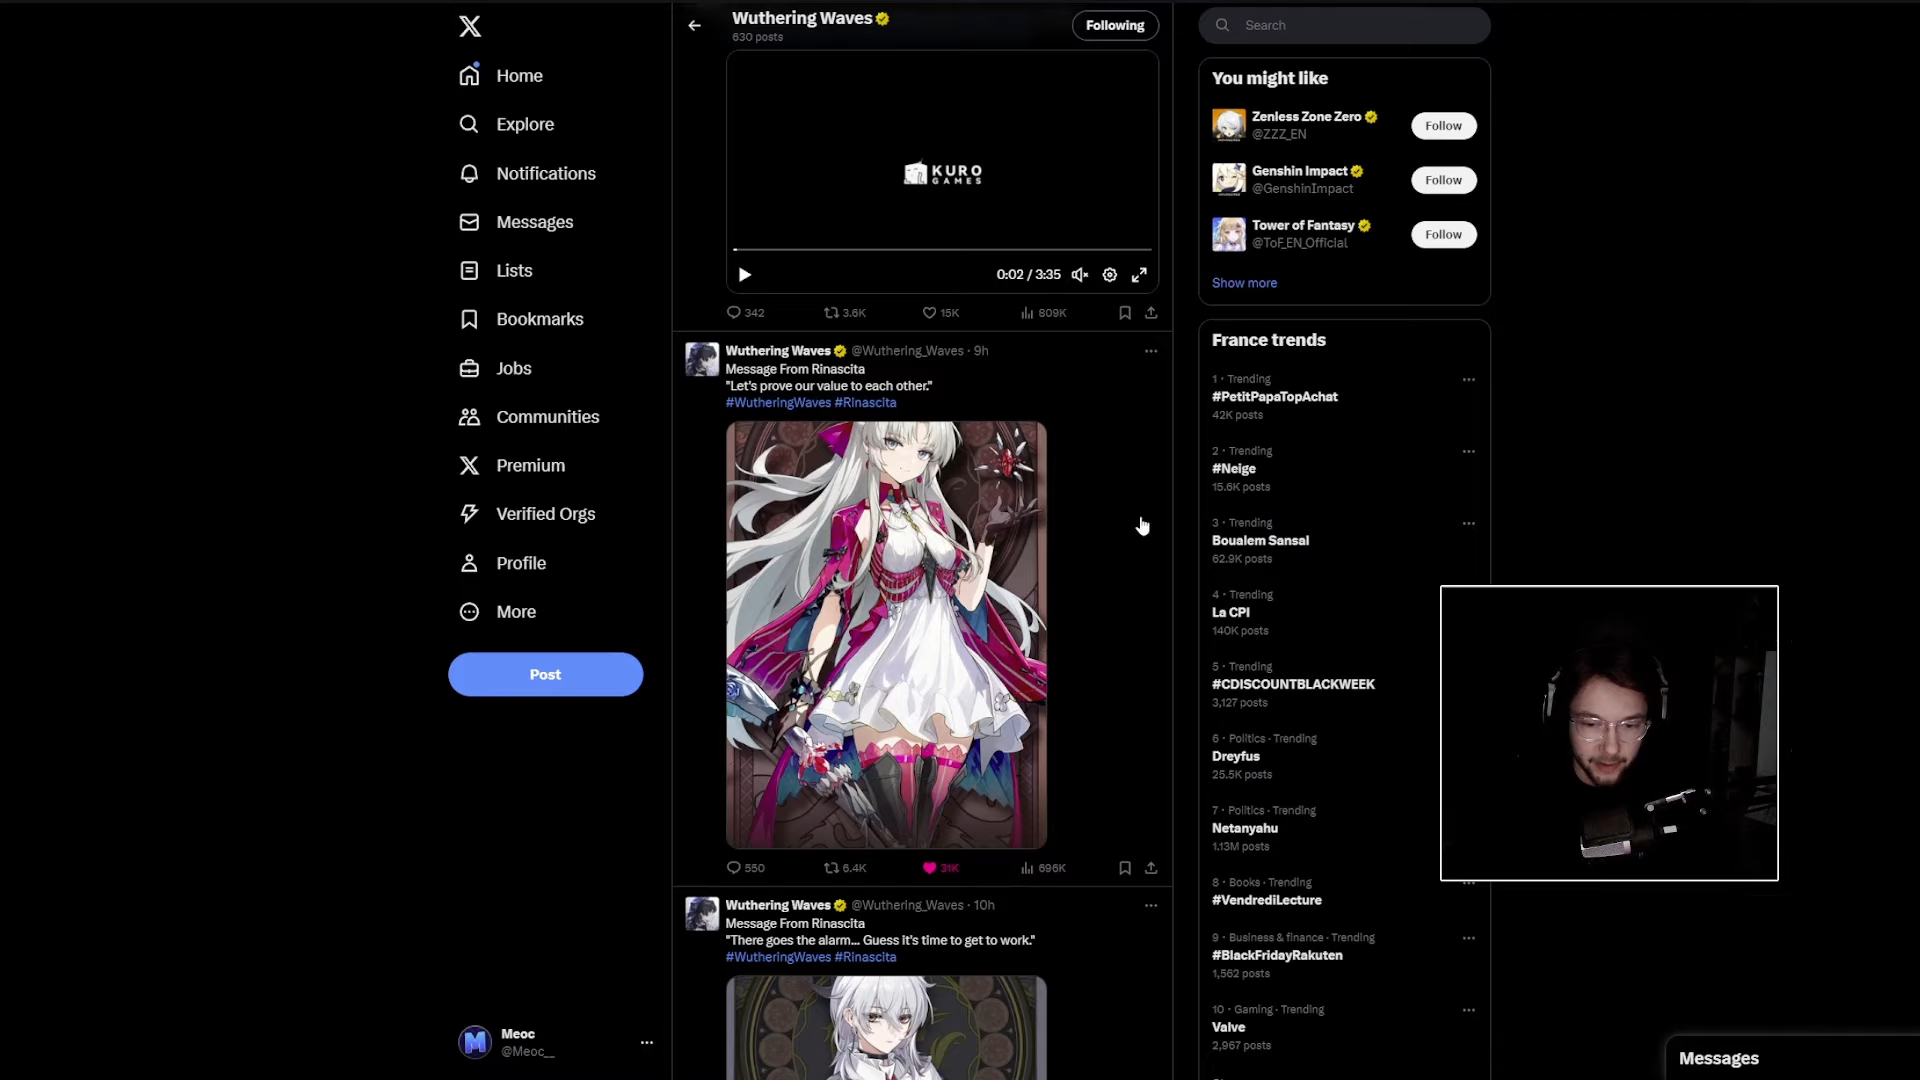 Home
Explore
Notifications
Messages
Lists
Bookmarks
Jobs
Communities
Premium
Verified Orgs
Profile
More
Post
Meoc
@Meoc__
Wuthering Waves
630 posts
Following
KURO
GAMES
0:02 / 3:35
342 3.6K 15K 809K
Wuthering Waves @Wuthering_Waves · 9h
Message From Rinascita
"Let's prove our value to each other."
#WutheringWaves #Rinascita
550 6.4K 31K 696K
Wuthering Waves @Wuthering_Waves · 10h
Message From Rinascita
"There goes the alarm... Guess it's time to get to work."
#WutheringWaves #Rinascita
Search
You might like
Zenless Zone Zero
@ZZZ_EN
Follow
Genshin Impact
@GenshinImpact
Follow
Tower of Fantasy
@ToF_EN_Official
Follow
Show more
France trends
1 · Trending
#PetitPapaTopAchat
42K posts
2 · Trending
#Neige
15.6K posts
3 · Trending
Boualem Sansal
62.9K posts
4 · Trending
La CPI
140K posts
5 · Trending
#CDISCOUNTBLACKWEEK
3,127 posts
6 · Politics · Trending
Dreyfus
25.5K posts
7 · Politics · Trending
Netanyahu
1.13M posts
8 · Books · Trending
#VendrediLecture
9 · Business & finance · Trending
#BlackFridayRakuten
1,562 posts
10 · Gaming · Trending
Valve
2,967 posts
Messages